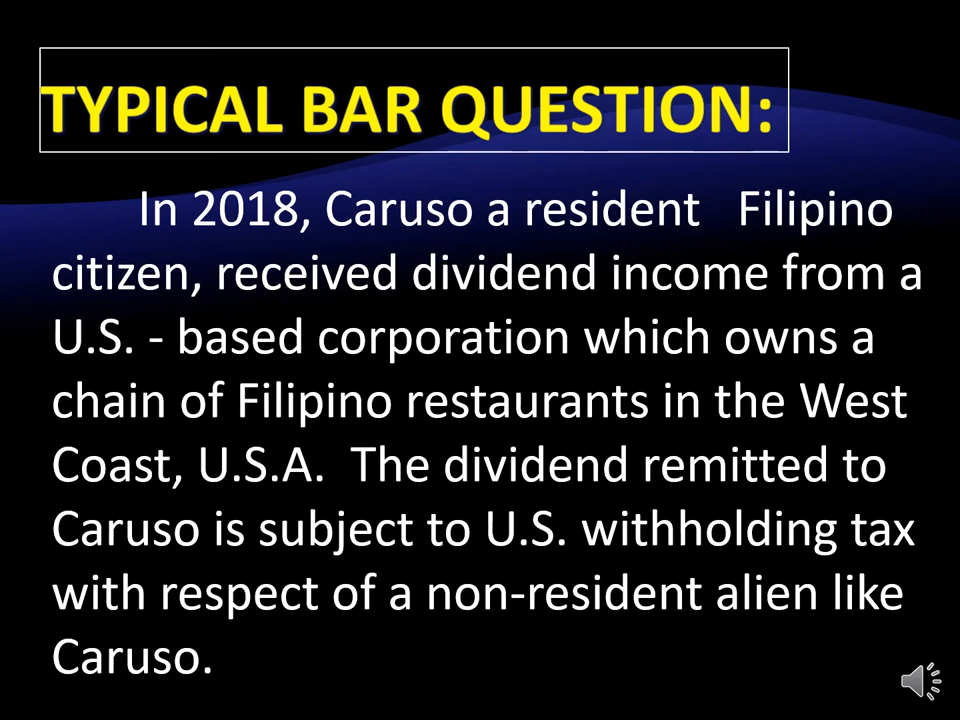 TYPICAL BAR QUESTION:
In 2018, Caruso a resident Filipino
citizen, received dividend income from a
U.S. - based corporation which owns a
chain of Filipino restaurants in the West
Coast, U.S.A. The dividend remitted to
Caruso is subject to U.S. withholding tax
with respect of a non-resident alien like
Caruso.